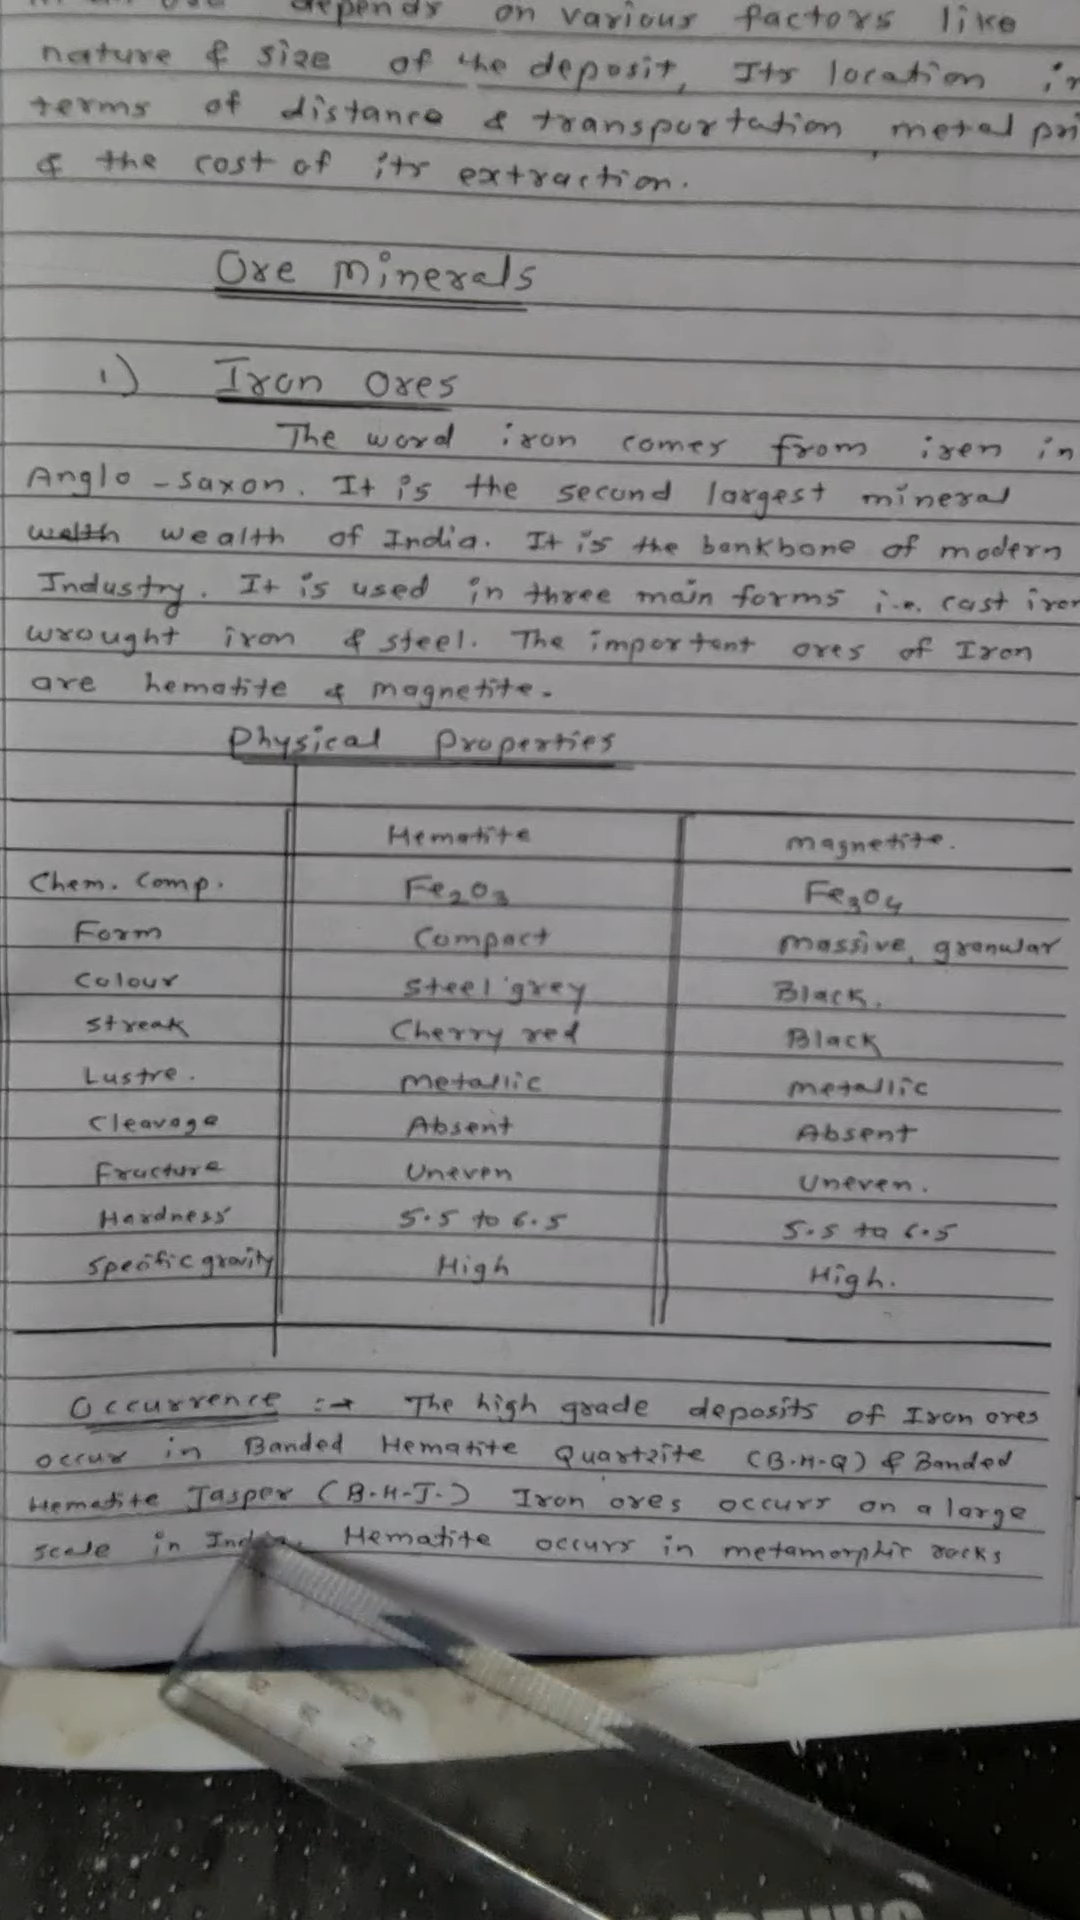 depends on various factors like
nature & size of the deposit, Its location in
terms of distance & transportation, metal pri
& the cost of its extraction.
Ore Minerals
1) Iron Ores
The word iron comes from iren in
Anglo-saxon. It is the second largest mineral
walth wealth of India. It is the bankbone of modern
Industry. It is used in three main forms i.e. cast iron
wrought iron & steel. The important ores of Iron
are hematite & magnetite.
Physical Properties
Hematite magnetite.
Chem. Comp. Fe2O3 Fe3O4
Form Compact massive, granular
Colour Steel grey Black.
Streak Cherry red Black
Lustre. metallic metallic
Cleavage Absent Absent
Fracture Uneven Uneven.
Hardness 5.5 to 6.5 5.5 to 6.5
Specific gravity High High.
Occurrence :→ The high grade deposits of Iron ores
occur in Banded Hematite Quartzite (B.H.Q) & Banded
Hematite Jasper (B.H.J.) Iron ores occurs on a large
scale in India. Hematite occurs in metamorphic rocks